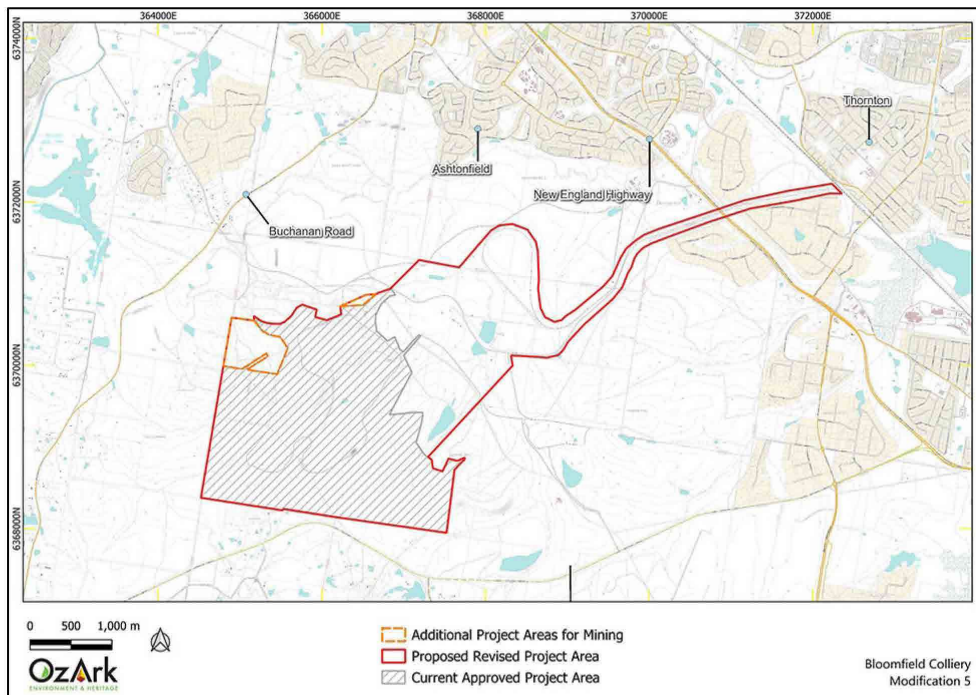 364000E 366000E 368000E 370000E 372000E
6374000N
Thornton
Ashtonfield
New England Highway
6372000N
Buchanan Road
6370000N
6368000N
0 500 1,000 m
Additional Project Areas for Mining
Proposed Revised Project Area
Current Approved Project Area
OzArk
ENVIRONMENT & HERITAGE
Bloomfield Colliery
Modification 5